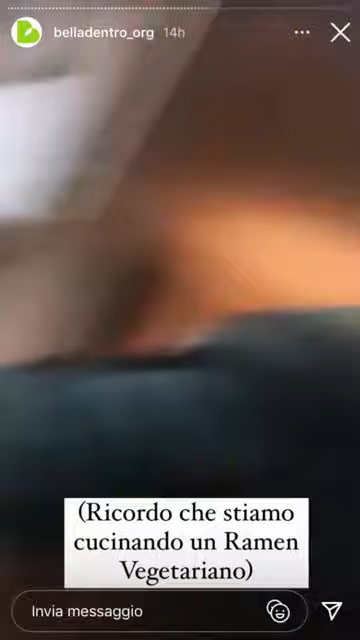 belladentro_org 14h
(Ricordo che stiamo
cucinando un Ramen
Vegetariano)
Invia messaggio